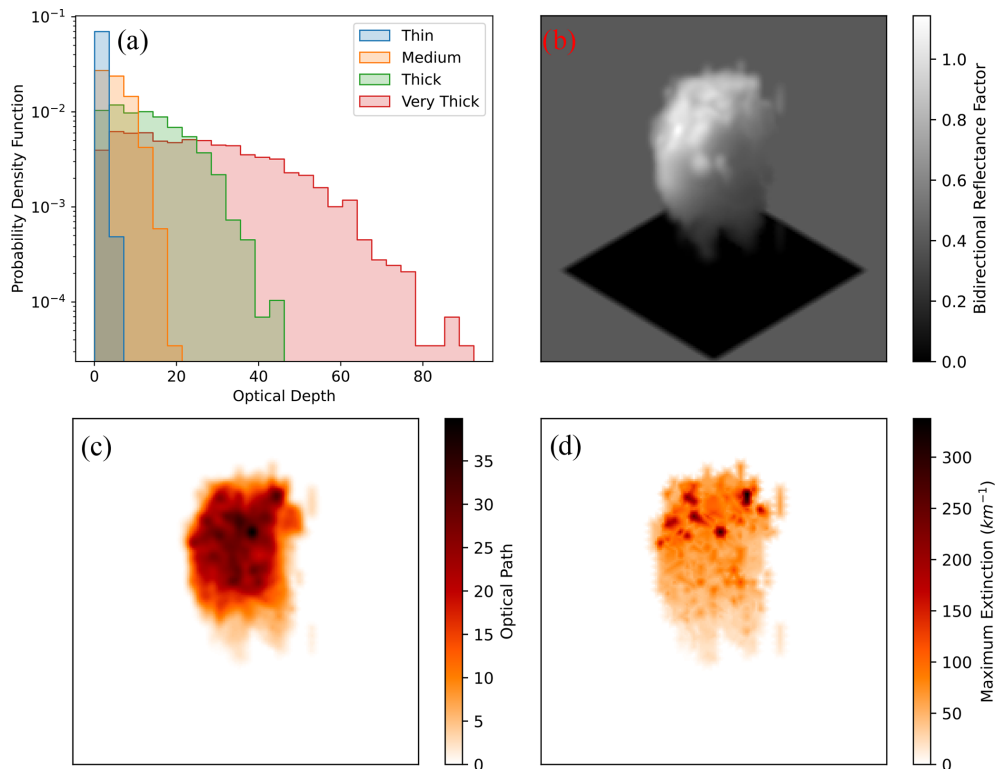 (a)
Thin
Medium
Thick
Very Thick
10⁻¹
10⁻²
10⁻³
10⁻⁴
Probability Density Function
0 20 40 60 80
Optical Depth
(b)
1.0
0.8
0.6
0.4
0.2
0.0
Bidirectional Reflectance Factor
(c)
35
30
25
20
15
10
5
0
Optical Path
(d)
300
250
200
150
100
50
0
Maximum Extinction (km⁻¹)